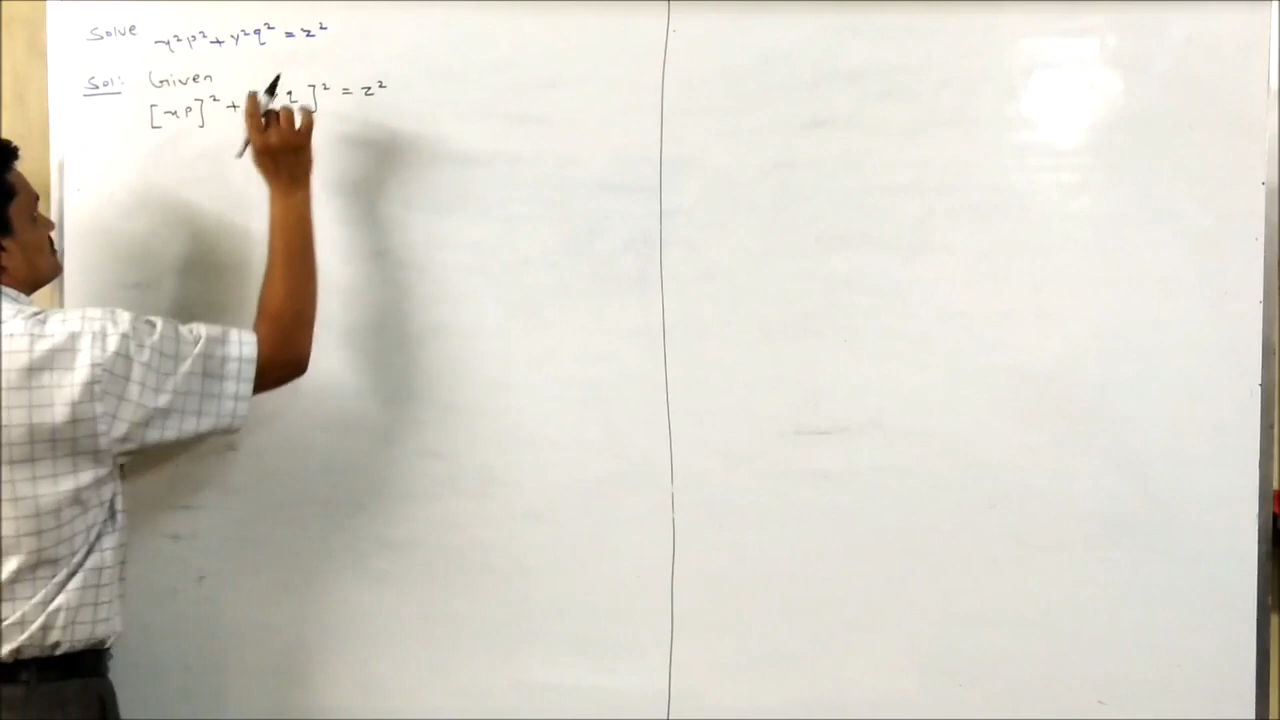 Solve x²p² + y²q² = z²
Sol: Given
[xp]² + [ q ]² = z²